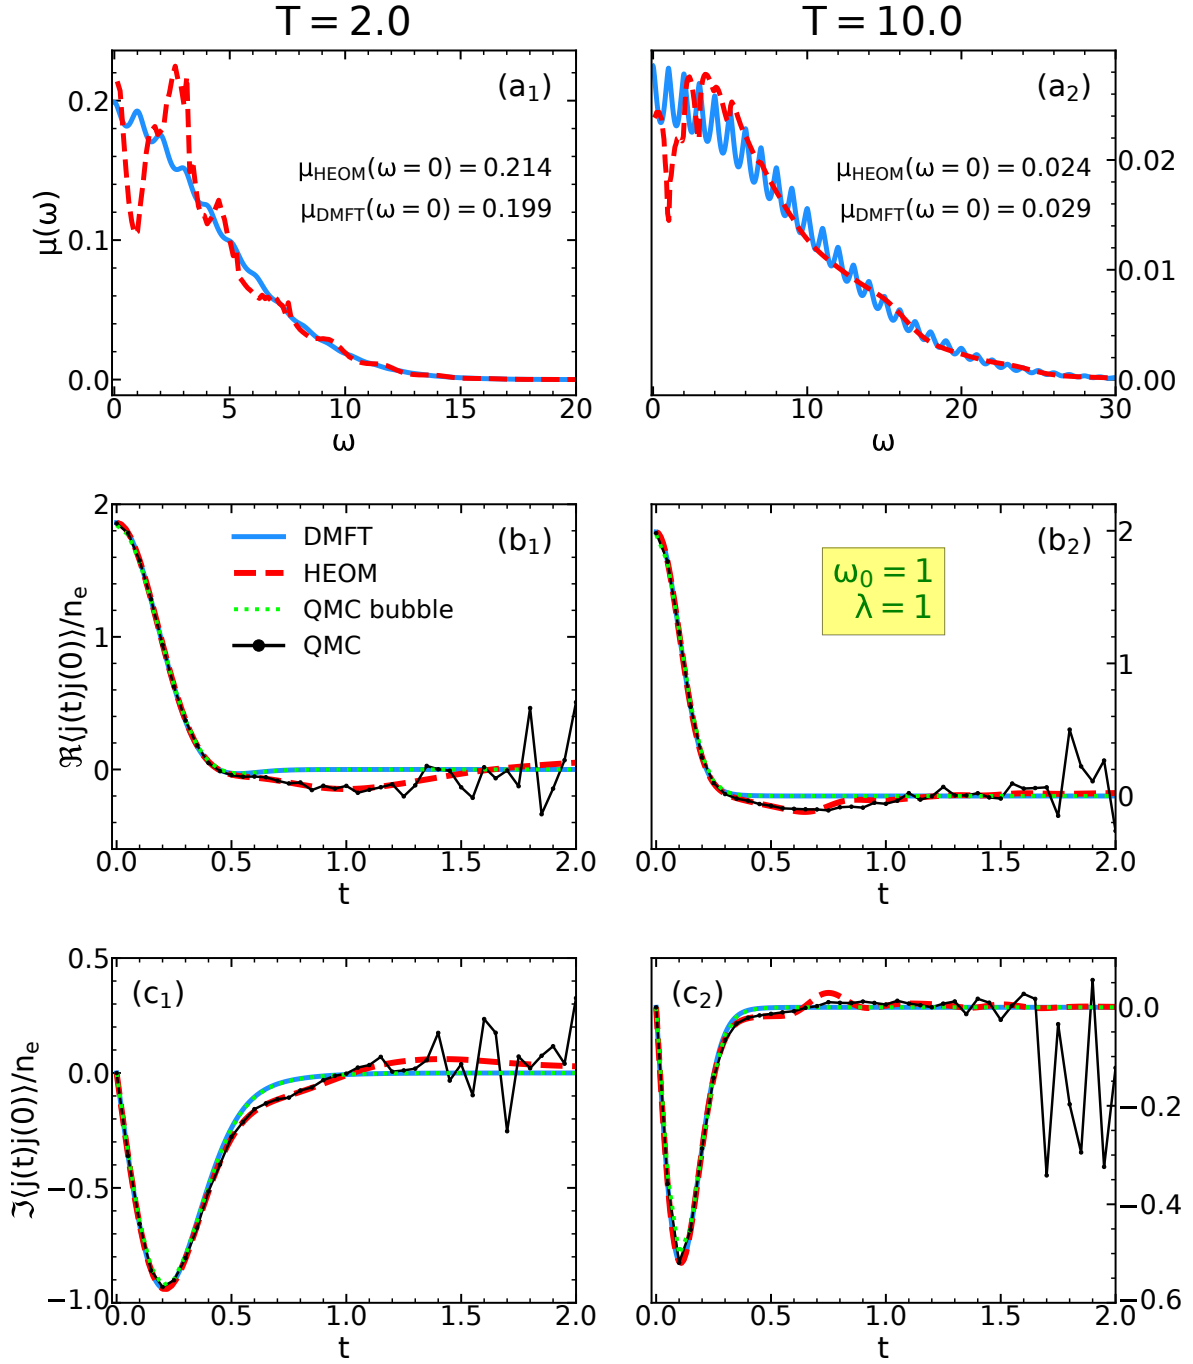 T = 2.0
T = 10.0
(a₁)
μ_HEOM(ω = 0) = 0.214
μ_DMFT(ω = 0) = 0.199
μ(ω)
0.2
0.1
0.0
0 5 10 15 20
ω
(a₂)
μ_HEOM(ω = 0) = 0.024
μ_DMFT(ω = 0) = 0.029
0.02
0.01
0.00
0 10 20 30
ω
(b₁)
DMFT
HEOM
QMC bubble
QMC
ℜ⟨j(t)j(0)⟩/nₑ
2
1
0
0.0 0.5 1.0 1.5 2.0
t
(b₂)
ω₀ = 1
λ = 1
2
1
0
0.0 0.5 1.0 1.5 2.0
t
(c₁)
ℑ⟨j(t)j(0)⟩/nₑ
0.5
0.0
−0.5
−1.0
0.0 0.5 1.0 1.5 2.0
t
(c₂)
0.0
−0.2
−0.4
−0.6
0.0 0.5 1.0 1.5 2.0
t